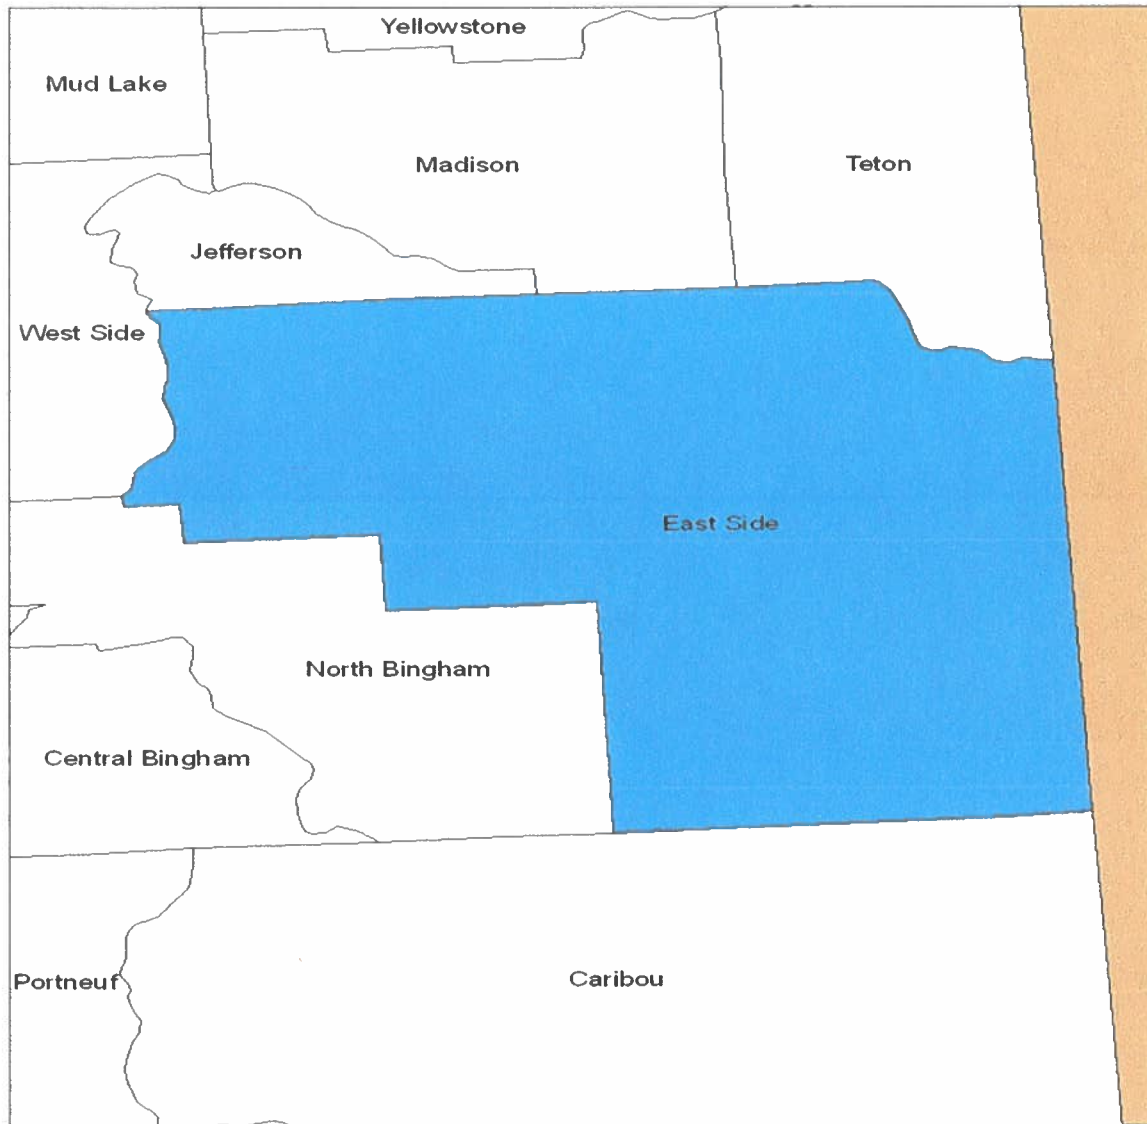 Yellowstone
Mud Lake
Madison
Teton
Jefferson
West Side
East Side
North Bingham
Central Bingham
Portneuf
Caribou